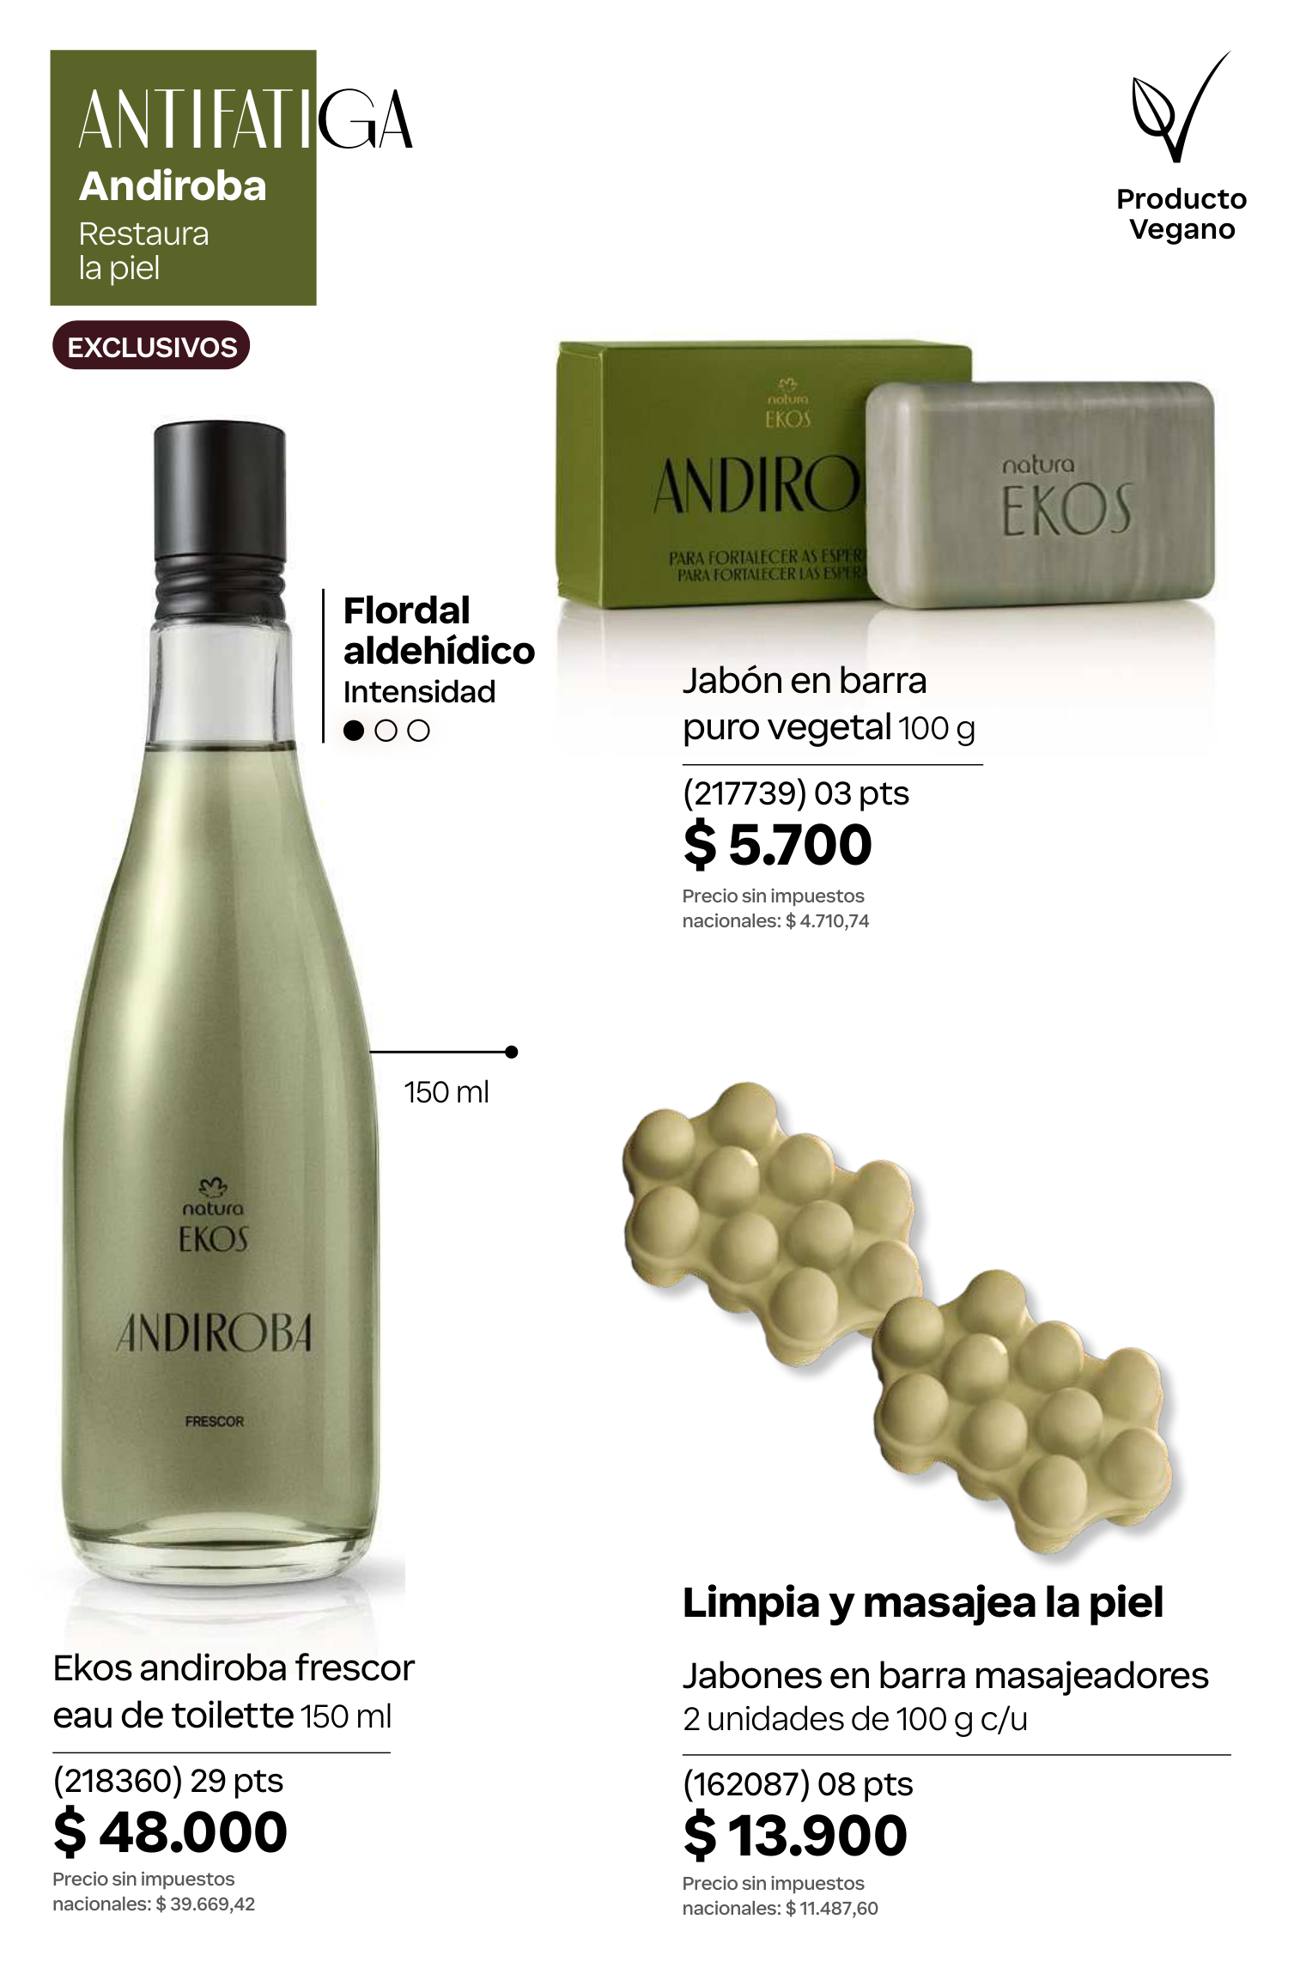 ANTIFATIGA
Andiroba
Restaura
la piel
EXCLUSIVOS
Producto
Vegano
natura
EKOS
ANDIRO
PARA FORTALECER AS ESPER
PARA FORTALECER LAS ESPER
natura
EKOS
Flordal
aldehídico
Intensidad
Jabón en barra
puro vegetal 100 g
(217739) 03 pts
$ 5.700
Precio sin impuestos
nacionales: $ 4.710,74
150 ml
natura
EKOS
ANDIROBA
FRESCOR
Ekos andiroba frescor
eau de toilette 150 ml
(218360) 29 pts
$ 48.000
Precio sin impuestos
nacionales: $ 39.669,42
Limpia y masajea la piel
Jabones en barra masajeadores
2 unidades de 100 g c/u
(162087) 08 pts
$ 13.900
Precio sin impuestos
nacionales: $ 11.487,60